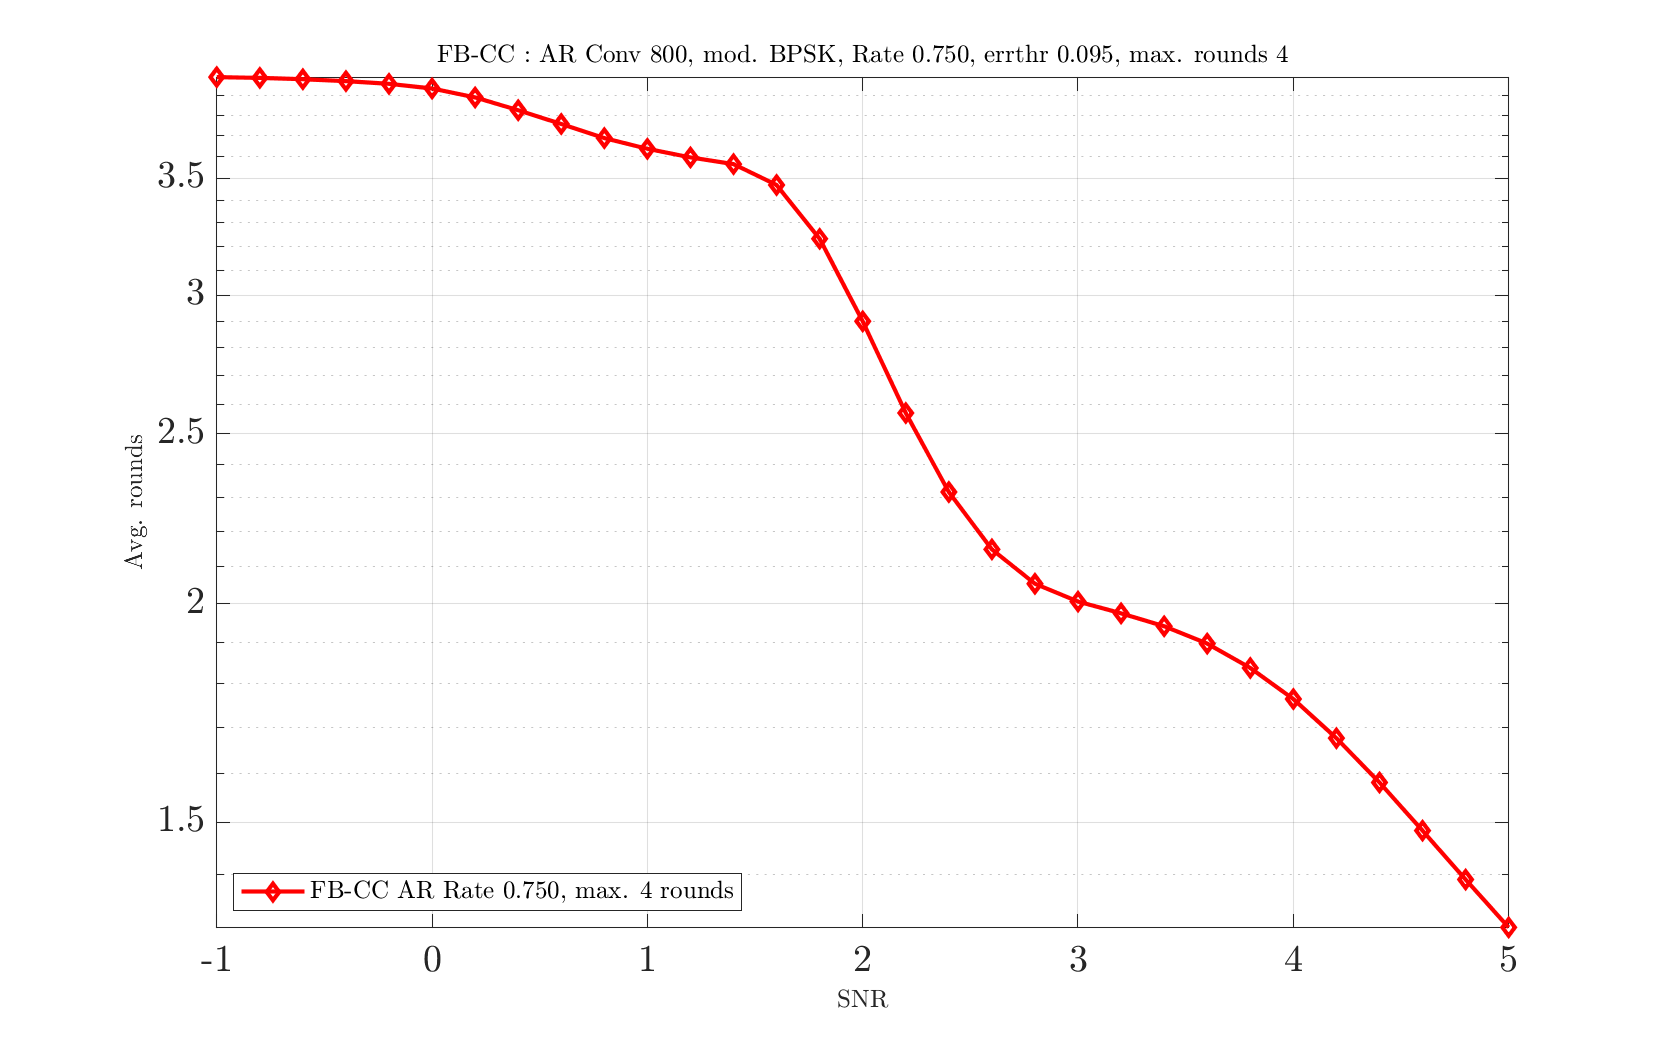 FB-CC : AR Conv 800, mod. BPSK, Rate 0.750, errthr 0.095, max. rounds 4
3.5
3
2.5
2
1.5
Avg. rounds
FB-CC AR Rate 0.750, max. 4 rounds
-1 0 1 2 3 4 5
SNR